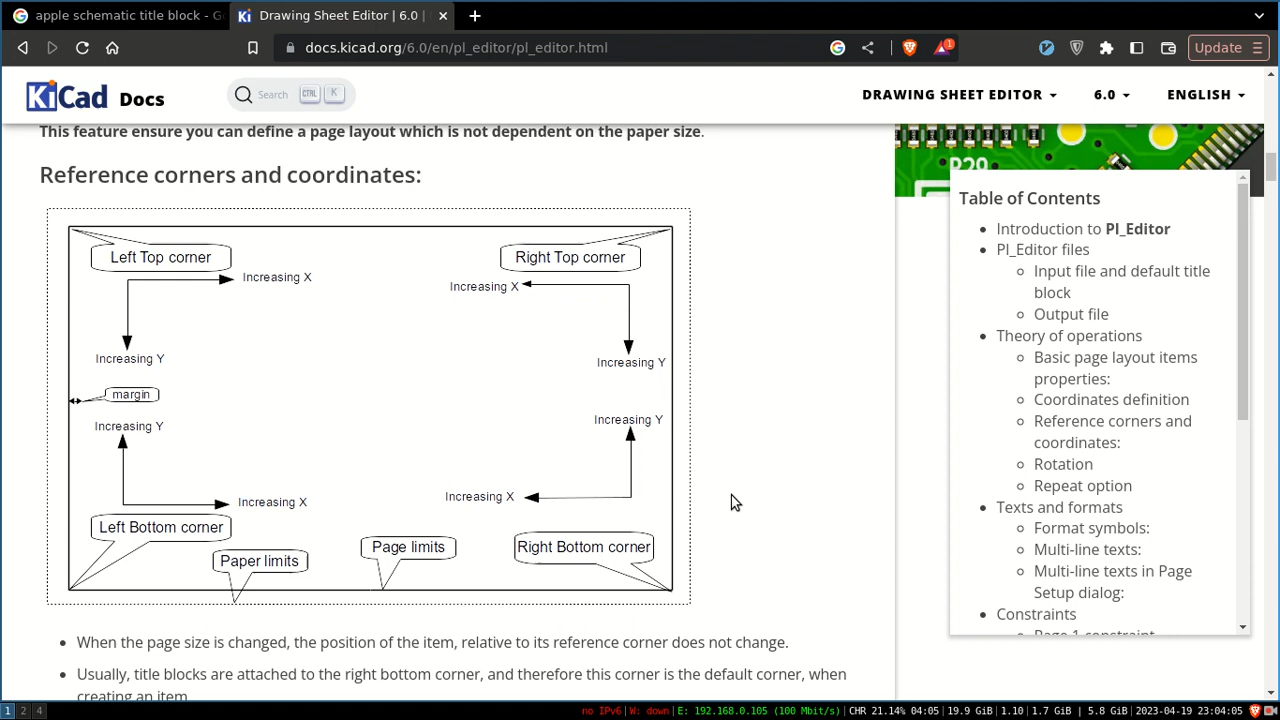 apple schematic title block - G
Drawing Sheet Editor | 6.0 |
docs.kicad.org/6.0/en/pl_editor/pl_editor.html
1
Update
KiCad Docs
Search CTRL K
DRAWING SHEET EDITOR
6.0
ENGLISH
This feature ensure you can define a page layout which is not dependent on the paper size.
Reference corners and coordinates:
Left Top corner
Right Top corner
Increasing X
Increasing X
Increasing Y
Increasing Y
margin
Increasing Y
Increasing Y
Increasing X
Increasing X
Left Bottom corner
Paper limits
Page limits
Right Bottom corner
When the page size is changed, the position of the item, relative to its reference corner does not change.
Usually, title blocks are attached to the right bottom corner, and therefore this corner is the default corner, when
creating an item.
P29
Table of Contents
Introduction to Pl_Editor
Pl_Editor files
Input file and default title
block
Output file
Theory of operations
Basic page layout items
properties:
Coordinates definition
Reference corners and
coordinates:
Rotation
Repeat option
Texts and formats
Format symbols:
Multi-line texts:
Multi-line texts in Page
Setup dialog:
Constraints
Page 1 constraint
1 2 4
no IPv6 | W: down | E: 192.168.0.105 (100 Mbit/s) | CHR 21.14% 04:05 | 19.9 GiB | 1.10 | 1.7 GiB | 5.8 GiB | 2023-04-19 23:04:05